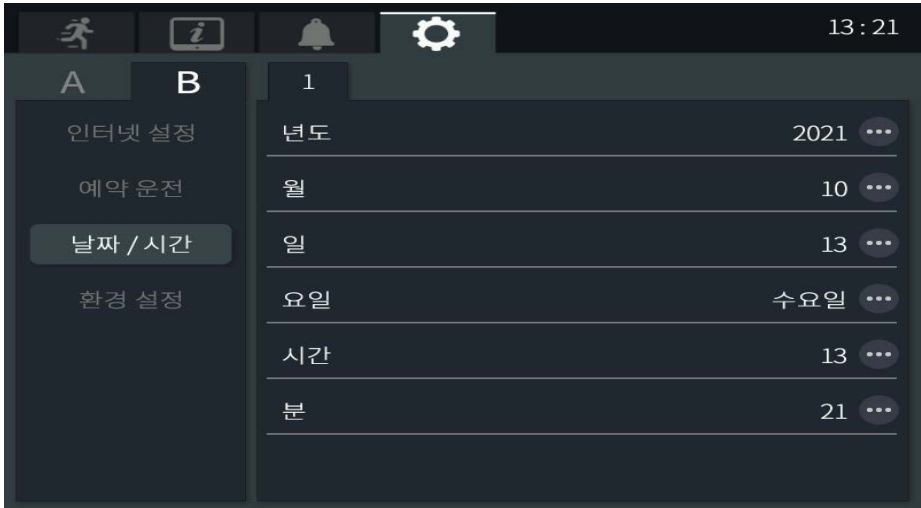 i
13:21
A B 1
인터넷 설정
예약 운전
날짜 / 시간
환경 설정
년도 2021
월 10
일 13
요일 수요일
시간 13
분 21